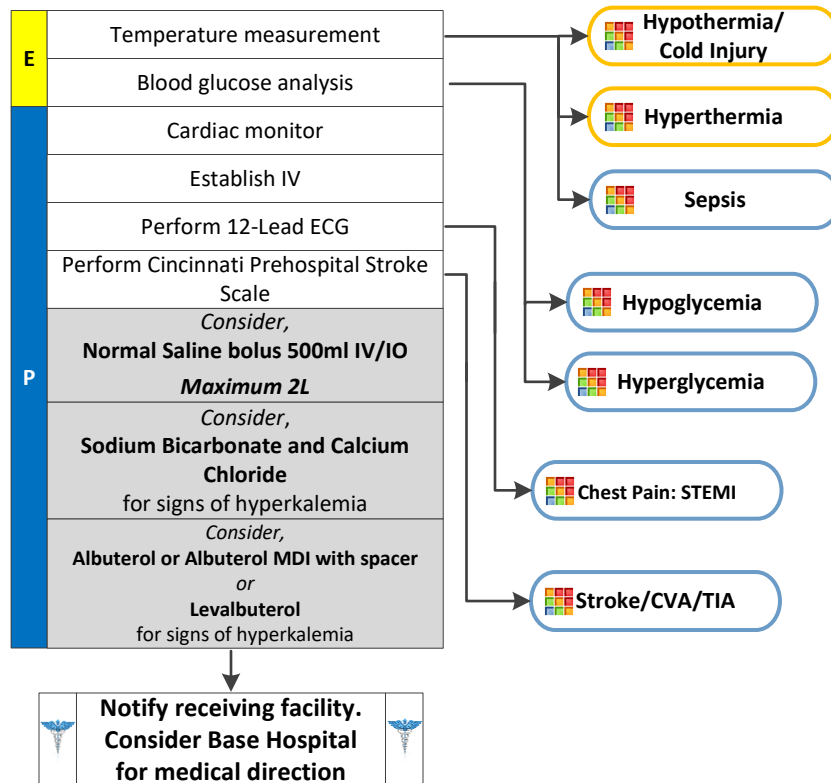 E
Temperature measurement
Blood glucose analysis
P
Cardiac monitor
Establish IV
Perform 12-Lead ECG
Perform Cincinnati Prehospital Stroke
Scale
Consider,
Normal Saline bolus 500ml IV/IO
Maximum 2L
Consider,
Sodium Bicarbonate and Calcium
Chloride
for signs of hyperkalemia
Consider,
Albuterol or Albuterol MDI with spacer
or
Levalbuterol
for signs of hyperkalemia
Hypothermia/
Cold Injury
Hyperthermia
Sepsis
Hypoglycemia
Hyperglycemia
Chest Pain: STEMI
Stroke/CVA/TIA
Notify receiving facility.
Consider Base Hospital
for medical direction